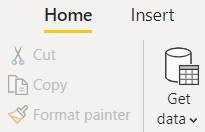 Home Insert
Cut
Copy
Format painter
Get
data